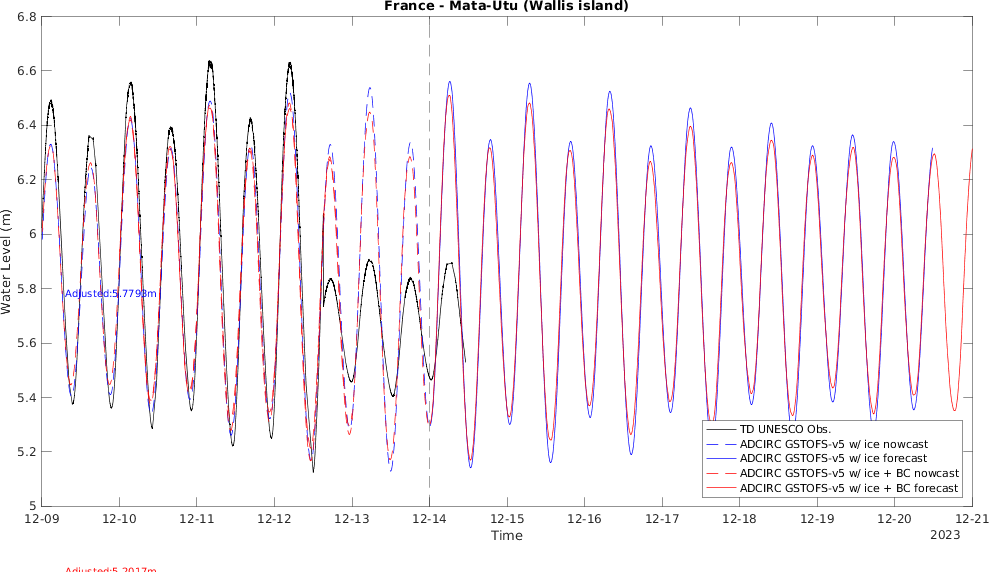 France - Mata-Utu (Wallis island)
6.8
6.6
6.4
6.2
6
5.8
5.6
5.4
5.2
5
Water Level (m)
Adjusted:5.7793m
TD UNESCO Obs.
ADCIRC GSTOFS-v5 w/ ice nowcast
ADCIRC GSTOFS-v5 w/ ice forecast
ADCIRC GSTOFS-v5 w/ ice + BC nowcast
ADCIRC GSTOFS-v5 w/ ice + BC forecast
12-09 12-10 12-11 12-12 12-13 12-14 12-15 12-16 12-17 12-18 12-19 12-20 12-21
Time
2023
Adjusted:5.2017m